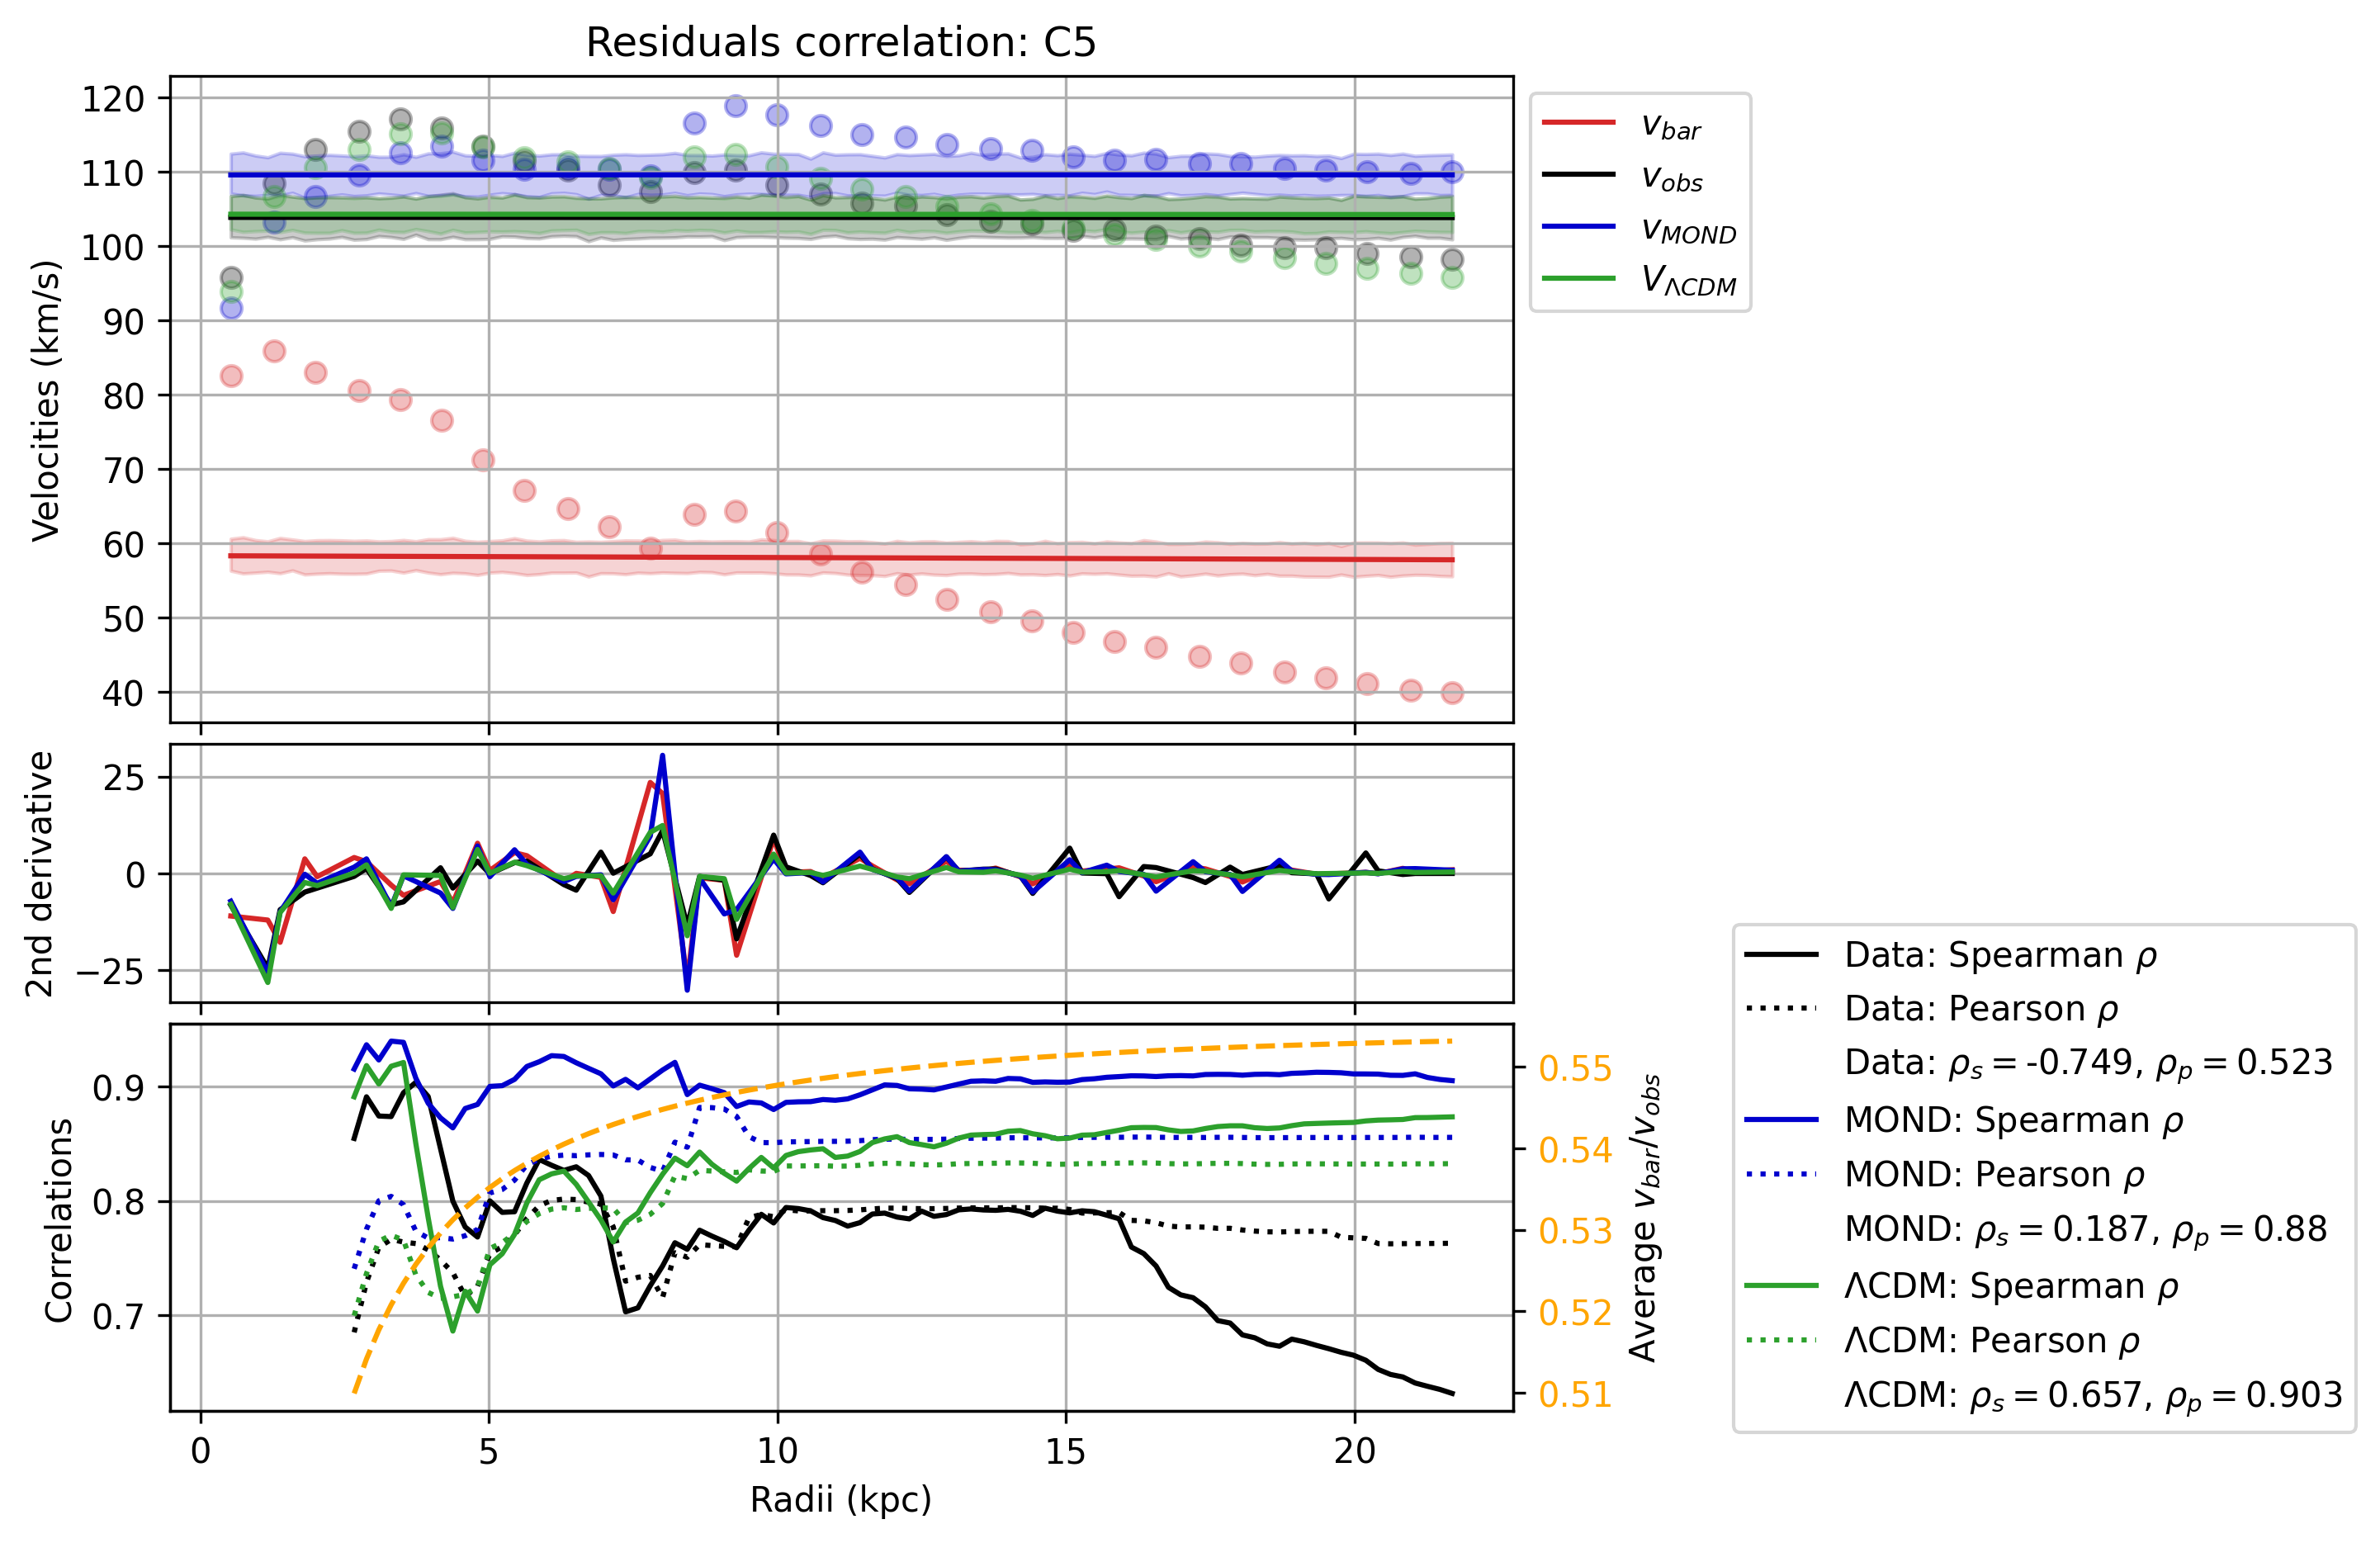 Residuals correlation: C5
120
110
100
90
80
70
60
50
40
Velocities (km/s)
v_bar
v_obs
v_MOND
V_ΛCDM
25
0
−25
2nd derivative
0.9
0.8
0.7
Correlations
0.55
0.54
0.53
0.52
0.51
Average v_bar/v_obs
0
5
10
15
20
Radii (kpc)
Data: Spearman ρ
Data: Pearson ρ
Data: ρ_s = -0.749, ρ_p = 0.523
MOND: Spearman ρ
MOND: Pearson ρ
MOND: ρ_s = 0.187, ρ_p = 0.88
ΛCDM: Spearman ρ
ΛCDM: Pearson ρ
ΛCDM: ρ_s = 0.657, ρ_p = 0.903